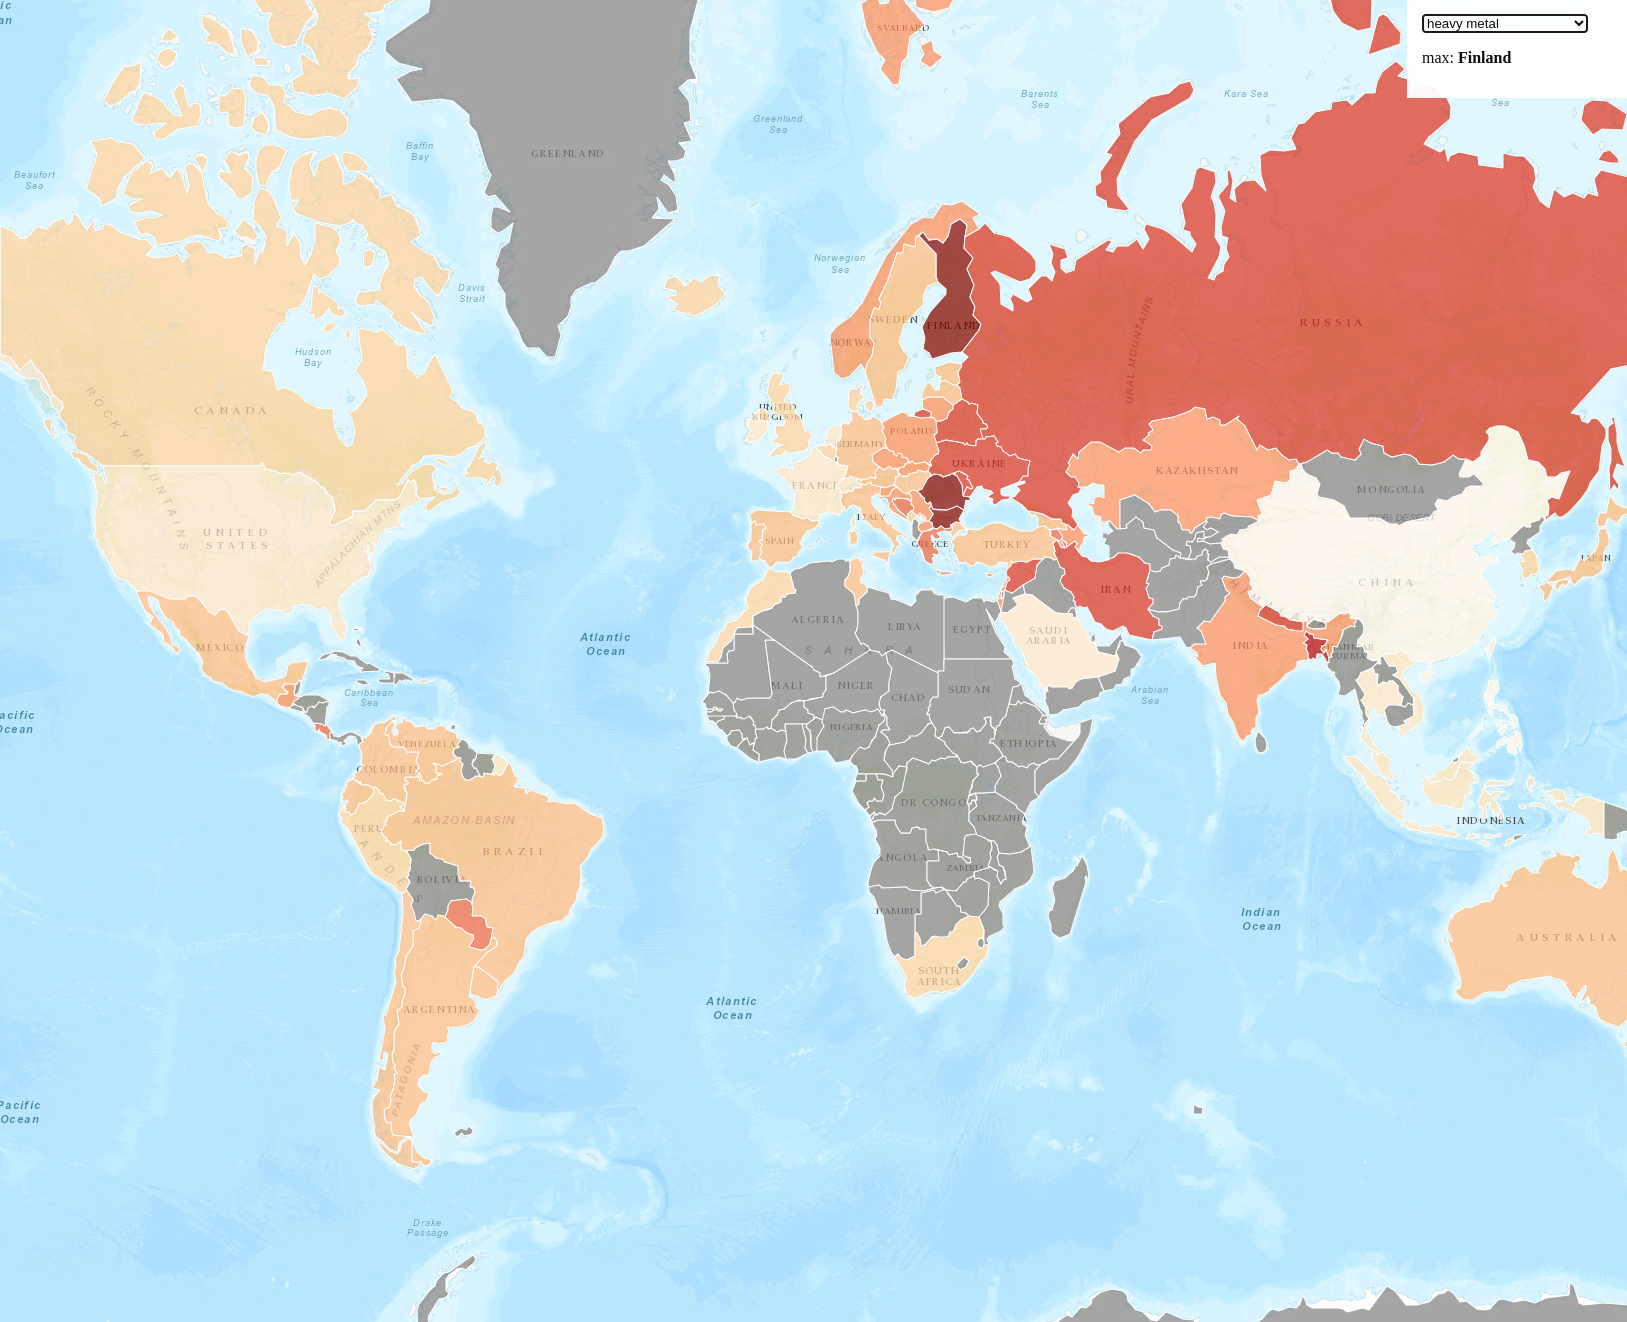 ic
an
heavy metal
max: Finland
SVALBARD
Barents
Sea
Kara Sea
Sea
Greenland
Sea
Baffin
Bay
GREENLAND
Beaufort
Sea
Norwegian
Sea
Davis
Strait
SWEDEN
FINLAND
NORWAY
RUSSIA
URAL MOUNTAINS
Hudson
Bay
CANADA
ROCKY MOUNTAINS
UNITED
KINGDOM
POLAND
GERMANY
UKRAINE
KAZAKHSTAN
FRANCE
MONGOLIA
GOBI DESERT
APPALACHIAN MTNS
ITALY
UNITED
STATES
SPAIN
GREECE
TURKEY
JAPAN
CHINA
IRAN
HIMALAYA
ALGERIA
LIBYA
EGYPT
SAUDI
ARABIA
Atlantic
Ocean
MÉXICO
SAHARA
INDIA
MYANMAR
BURMA
MALI
NIGER
CHAD
SUDAN
Caribbean
Sea
Arabian
Sea
acific
Ocean
NIGERIA
ETHIOPIA
VENEZUELA
COLOMBIA
DR CONGO
TANZANIA
INDONESIA
AMAZON BASIN
PERU
BRAZIL
ANDES
ANGOLA
ZAMBIA
BOLIVIA
NAMIBIA
Indian
Ocean
AUSTRALIA
SOUTH
AFRICA
Atlantic
Ocean
ARGENTINA
PATAGONIA
Pacific
Ocean
Drake
Passage